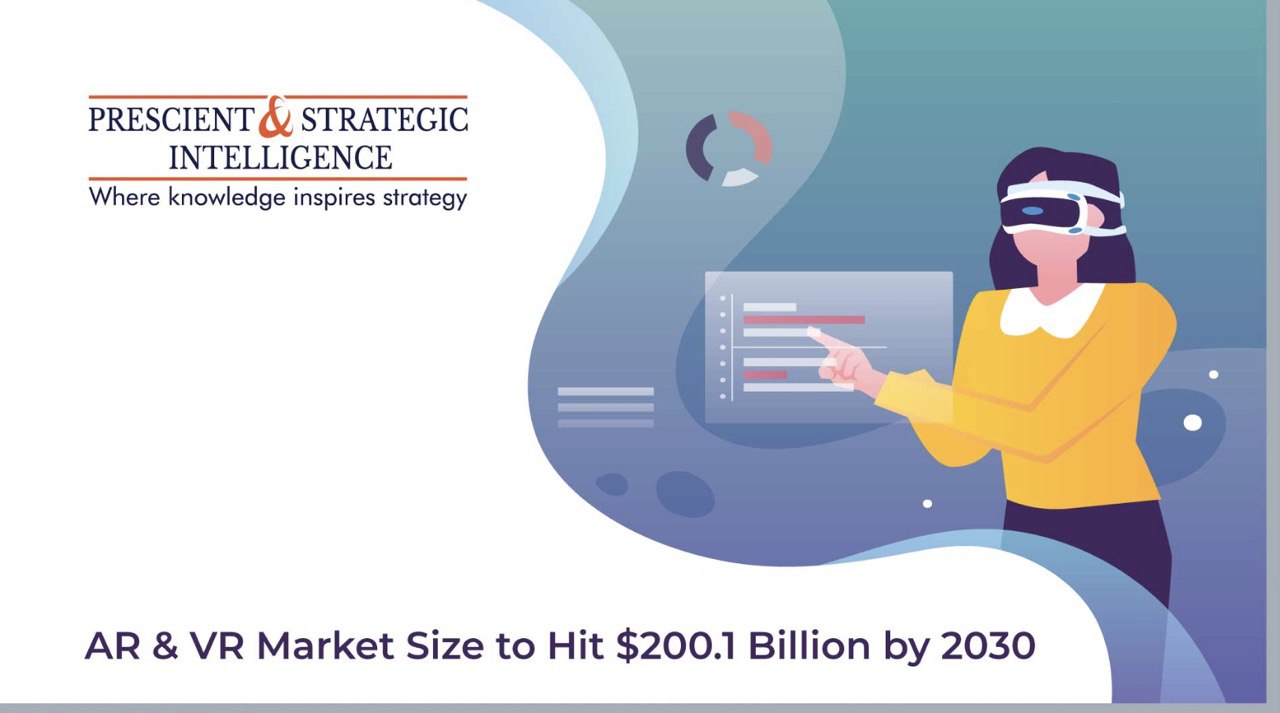 PRESCIENT & STRATEGIC
INTELLIGENCE
Where knowledge inspires strategy
AR & VR Market Size to Hit $200.1 Billion by 2030